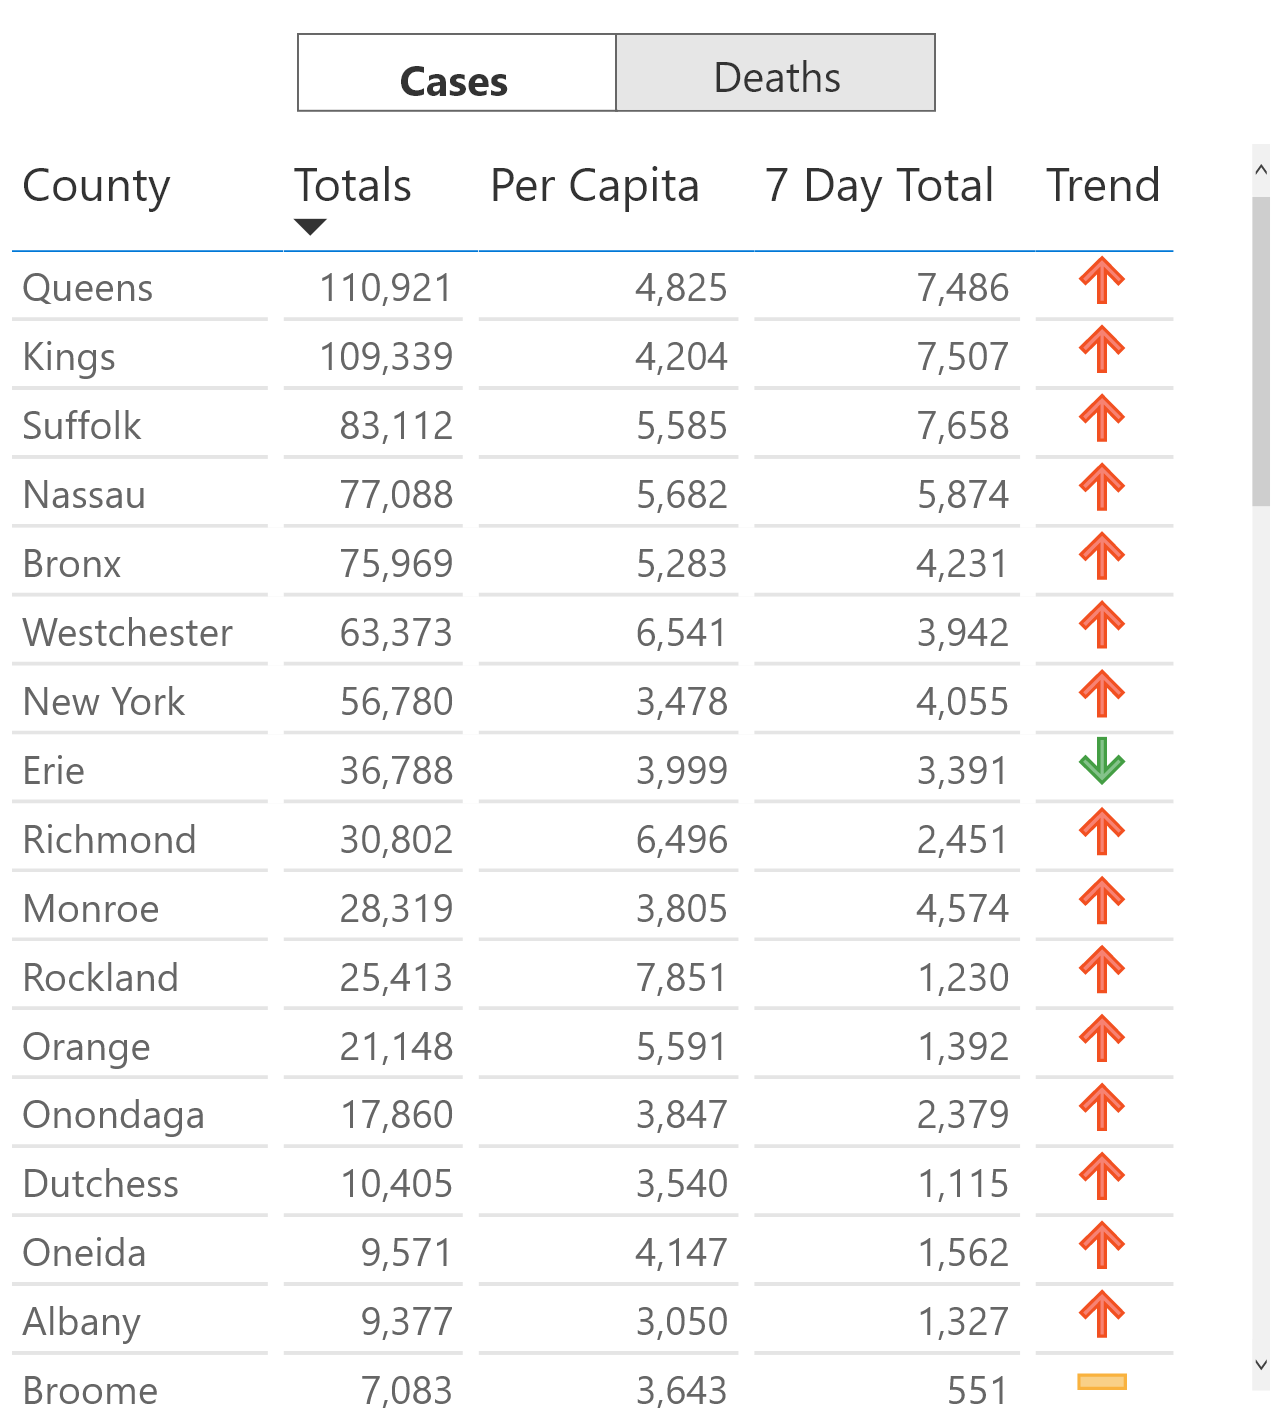 Cases Deaths
County Totals Per Capita 7 Day Total Trend
Queens 110,921 4,825 7,486
Kings 109,339 4,204 7,507
Suffolk 83,112 5,585 7,658
Nassau 77,088 5,682 5,874
Bronx 75,969 5,283 4,231
Westchester 63,373 6,541 3,942
New York 56,780 3,478 4,055
Erie 36,788 3,999 3,391
Richmond 30,802 6,496 2,451
Monroe 28,319 3,805 4,574
Rockland 25,413 7,851 1,230
Orange 21,148 5,591 1,392
Onondaga 17,860 3,847 2,379
Dutchess 10,405 3,540 1,115
Oneida 9,571 4,147 1,562
Albany 9,377 3,050 1,327
Broome 7,083 3,643 551